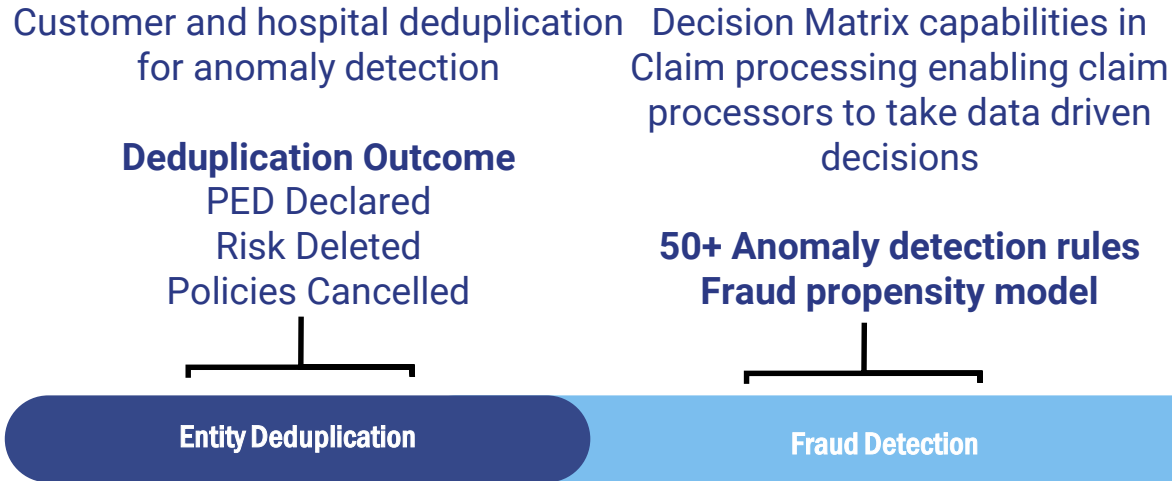 Customer and hospital deduplication
for anomaly detection
Deduplication Outcome
PED Declared
Risk Deleted
Policies Cancelled
Decision Matrix capabilities in
Claim processing enabling claim
processors to take data driven
decisions
50+ Anomaly detection rules
Fraud propensity model
Entity Deduplication
Fraud Detection